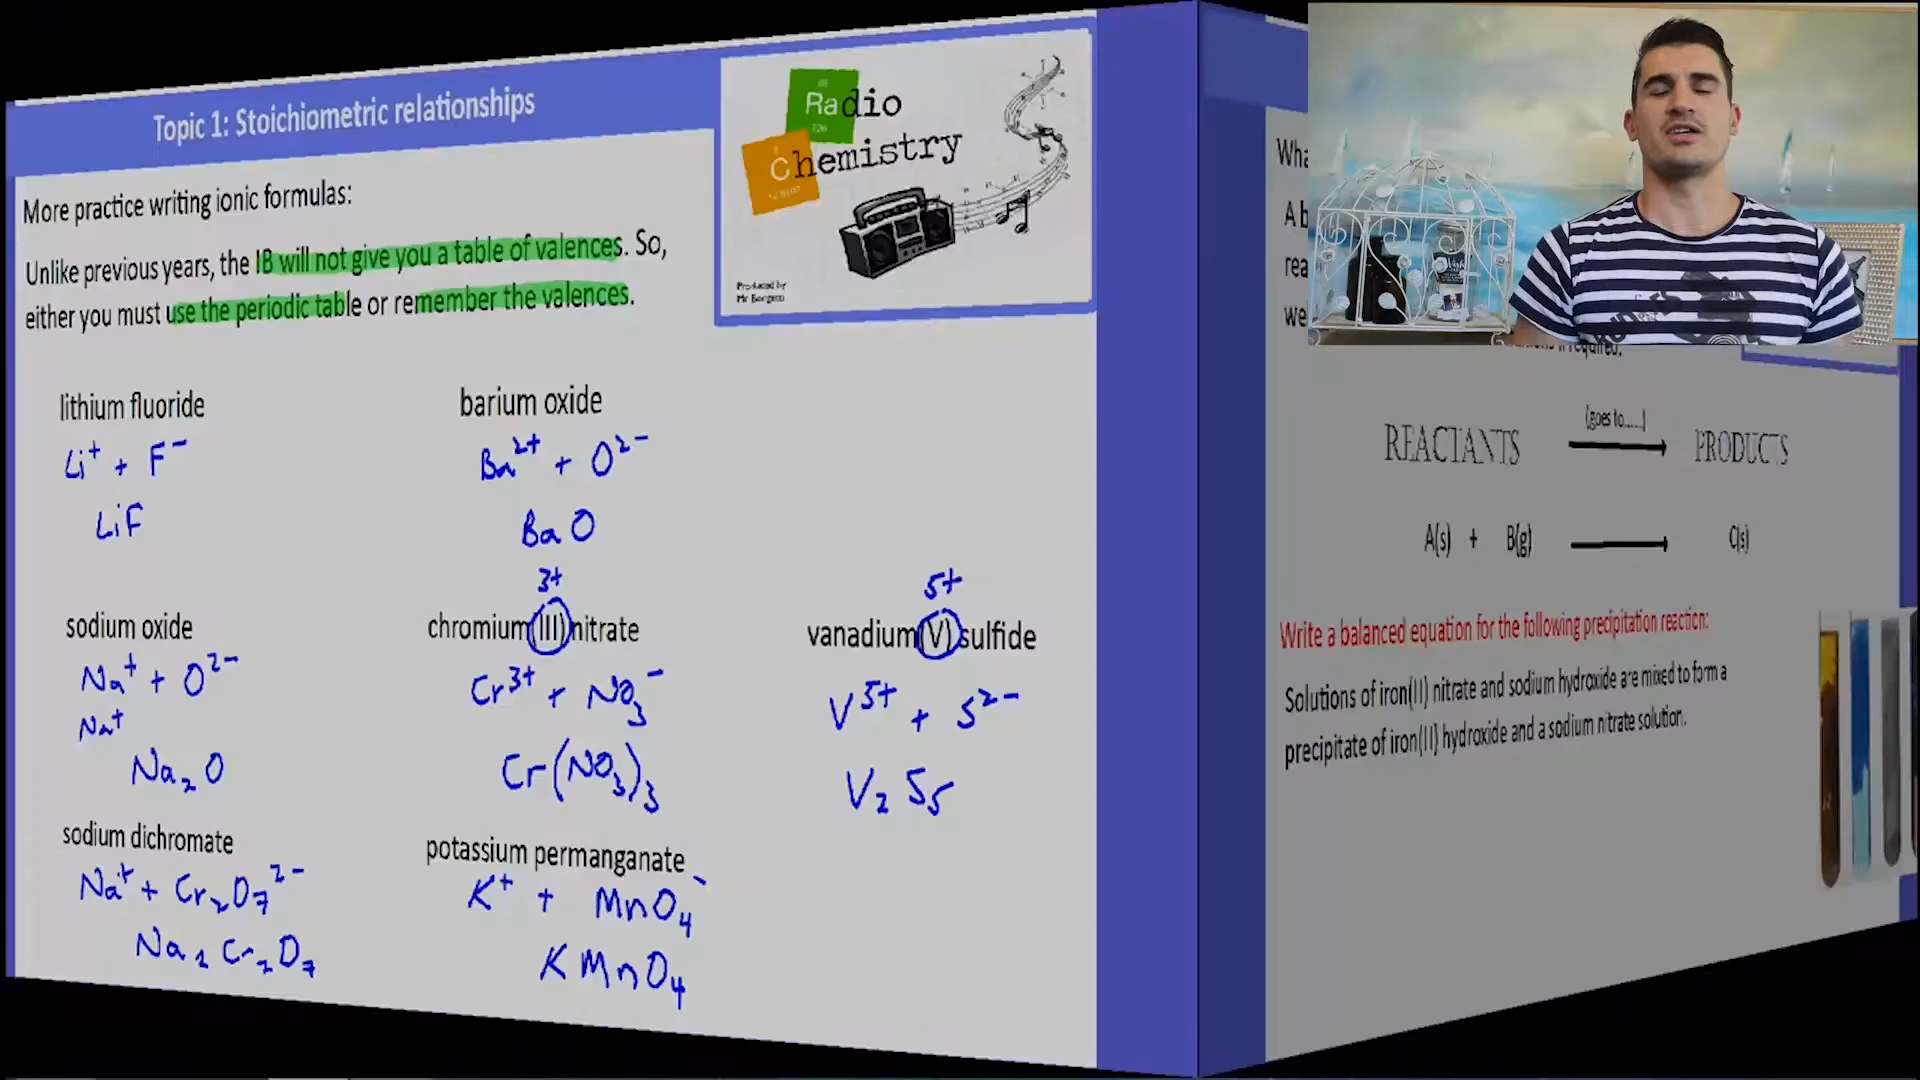 Topic 1: Stoichiometric relationships
Radio
Chemistry
Produced by
More practice writing ionic formulas:
Unlike previous years, the IB will not give you a table of valences. So,
either you must use the periodic table or remember the valences.
lithium fluoride
Li⁺ + F⁻
LiF
barium oxide
Ba²⁺ + O²⁻
BaO
sodium oxide
Na⁺ + O²⁻
Na⁺
Na₂O
3+
chromium(III)nitrate
Cr³⁺ + NO₃⁻
Cr(NO₃)₃
5+
vanadium(V)sulfide
V⁵⁺ + S²⁻
V₂S₅
sodium dichromate
Na⁺ + Cr₂O₇²⁻
Na₂Cr₂O₇
potassium permanganate
K⁺ + MnO₄⁻
KMnO₄
required.
(goes to.....)
REACTANTS PRODUCTS
A(s) + B(g) C(s)
Write a balanced equation for the following precipitation reaction:
Solutions of iron(II) nitrate and sodium hydroxide are mixed to form a
precipitate of iron(II) hydroxide and a sodium nitrate solution.